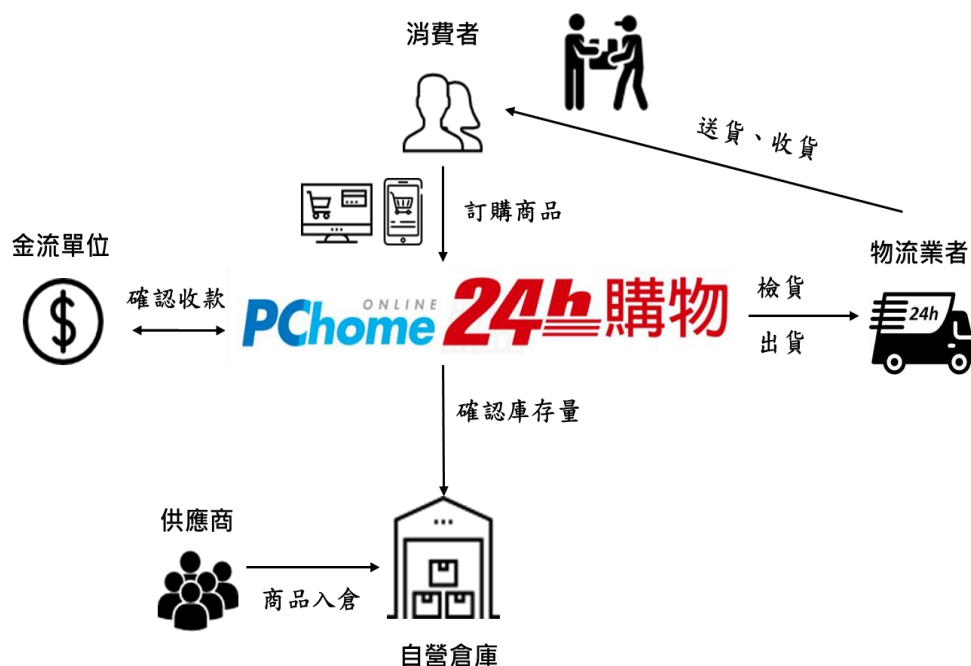 消費者
送貨、收貨
訂購商品
金流單位
物流業者
確認收款
ONLINE
PChome
24h購物
檢貨
出貨
24h
確認庫存量
供應商
商品入倉
自營倉庫